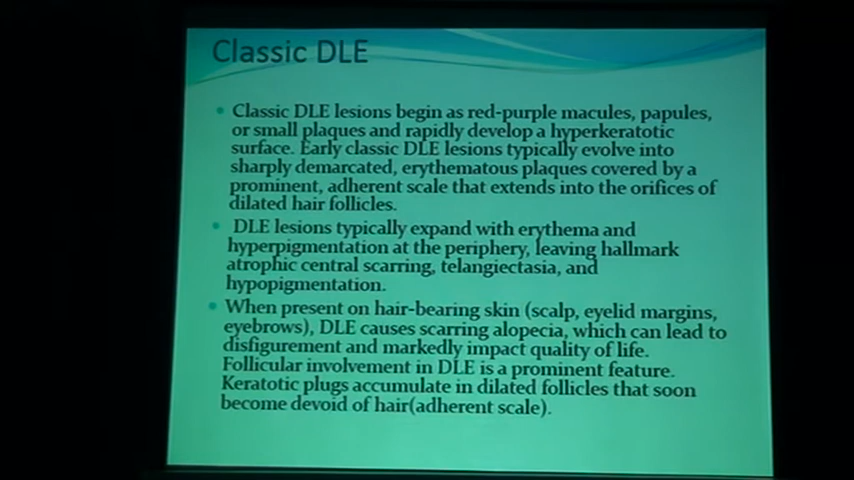 Classic DLE
• Classic DLE lesions begin as red-purple macules, papules,
or small plaques and rapidly develop a hyperkeratotic
surface. Early classic DLE lesions typically evolve into
sharply demarcated, erythematous plaques covered by a
prominent, adherent scale that extends into the orifices of
dilated hair follicles.
• DLE lesions typically expand with erythema and
hyperpigmentation at the periphery, leaving hallmark
atrophic central scarring, telangiectasia, and
hypopigmentation.
• When present on hair-bearing skin (scalp, eyelid margins,
eyebrows), DLE causes scarring alopecia, which can lead to
disfigurement and markedly impact quality of life.
Follicular involvement in DLE is a prominent feature.
Keratotic plugs accumulate in dilated follicles that soon
become devoid of hair(adherent scale).